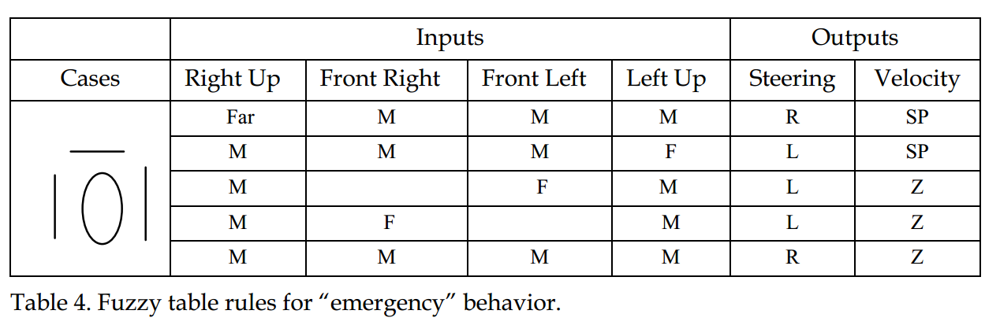 Inputs Outputs
Cases Right Up Front Right Front Left Left Up Steering Velocity
Far M M M R SP
M M M F L SP
M F M L Z
M F M L Z
M M M M R Z
Table 4. Fuzzy table rules for “emergency” behavior.